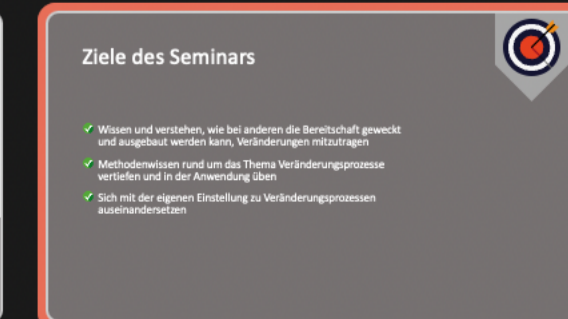 Ziele des Seminars
Wissen und verstehen, wie bei anderen die Bereitschaft geweckt
und ausgebaut werden kann, Veränderungen mitzutragen
Methodenwissen rund um das Thema Veränderungsprozesse
vertiefen und in der Anwendung üben
Sich mit der eigenen Einstellung zu Veränderungsprozessen
auseinandersetzen